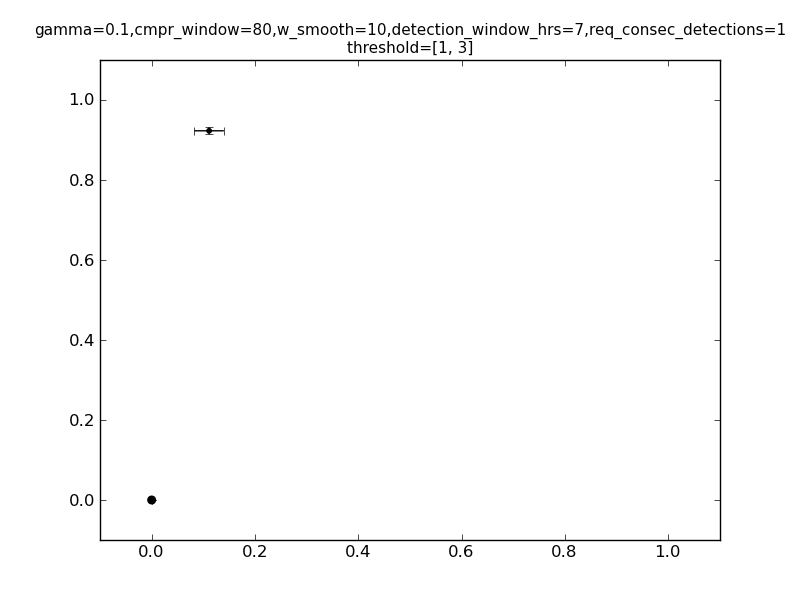 gamma=0.1,cmpr_window=80,w_smooth=10,detection_window_hrs=7,req_consec_detections=1
threshold=[1, 3]
1.0
0.8
0.6
0.4
0.2
0.0
0.0 0.2 0.4 0.6 0.8 1.0